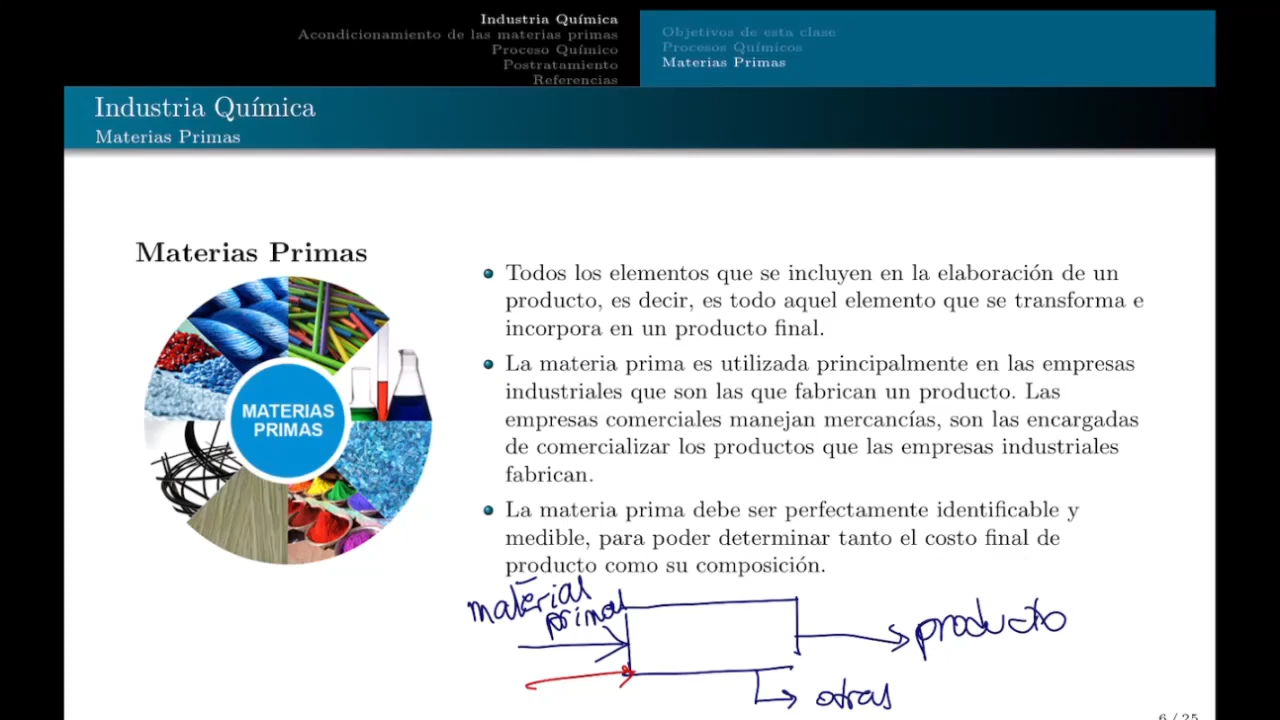 Industria Química
Acondicionamiento de las materias primas
Proceso Químico
Postratamiento
Referencias
Objetivos de esta clase
Procesos Químicos
Materias Primas
Industria Química
Materias Primas
Materias Primas
MATERIAS
PRIMAS
Todos los elementos que se incluyen en la elaboración de un
producto, es decir, es todo aquel elemento que se transforma e
incorpora en un producto final.
La materia prima es utilizada principalmente en las empresas
industriales que son las que fabrican un producto. Las
empresas comerciales manejan mercancías, son las encargadas
de comercializar los productos que las empresas industriales
fabrican.
La materia prima debe ser perfectamente identificable y
medible, para poder determinar tanto el costo final de
producto como su composición.
material
primal
producto
otras
6 / 25